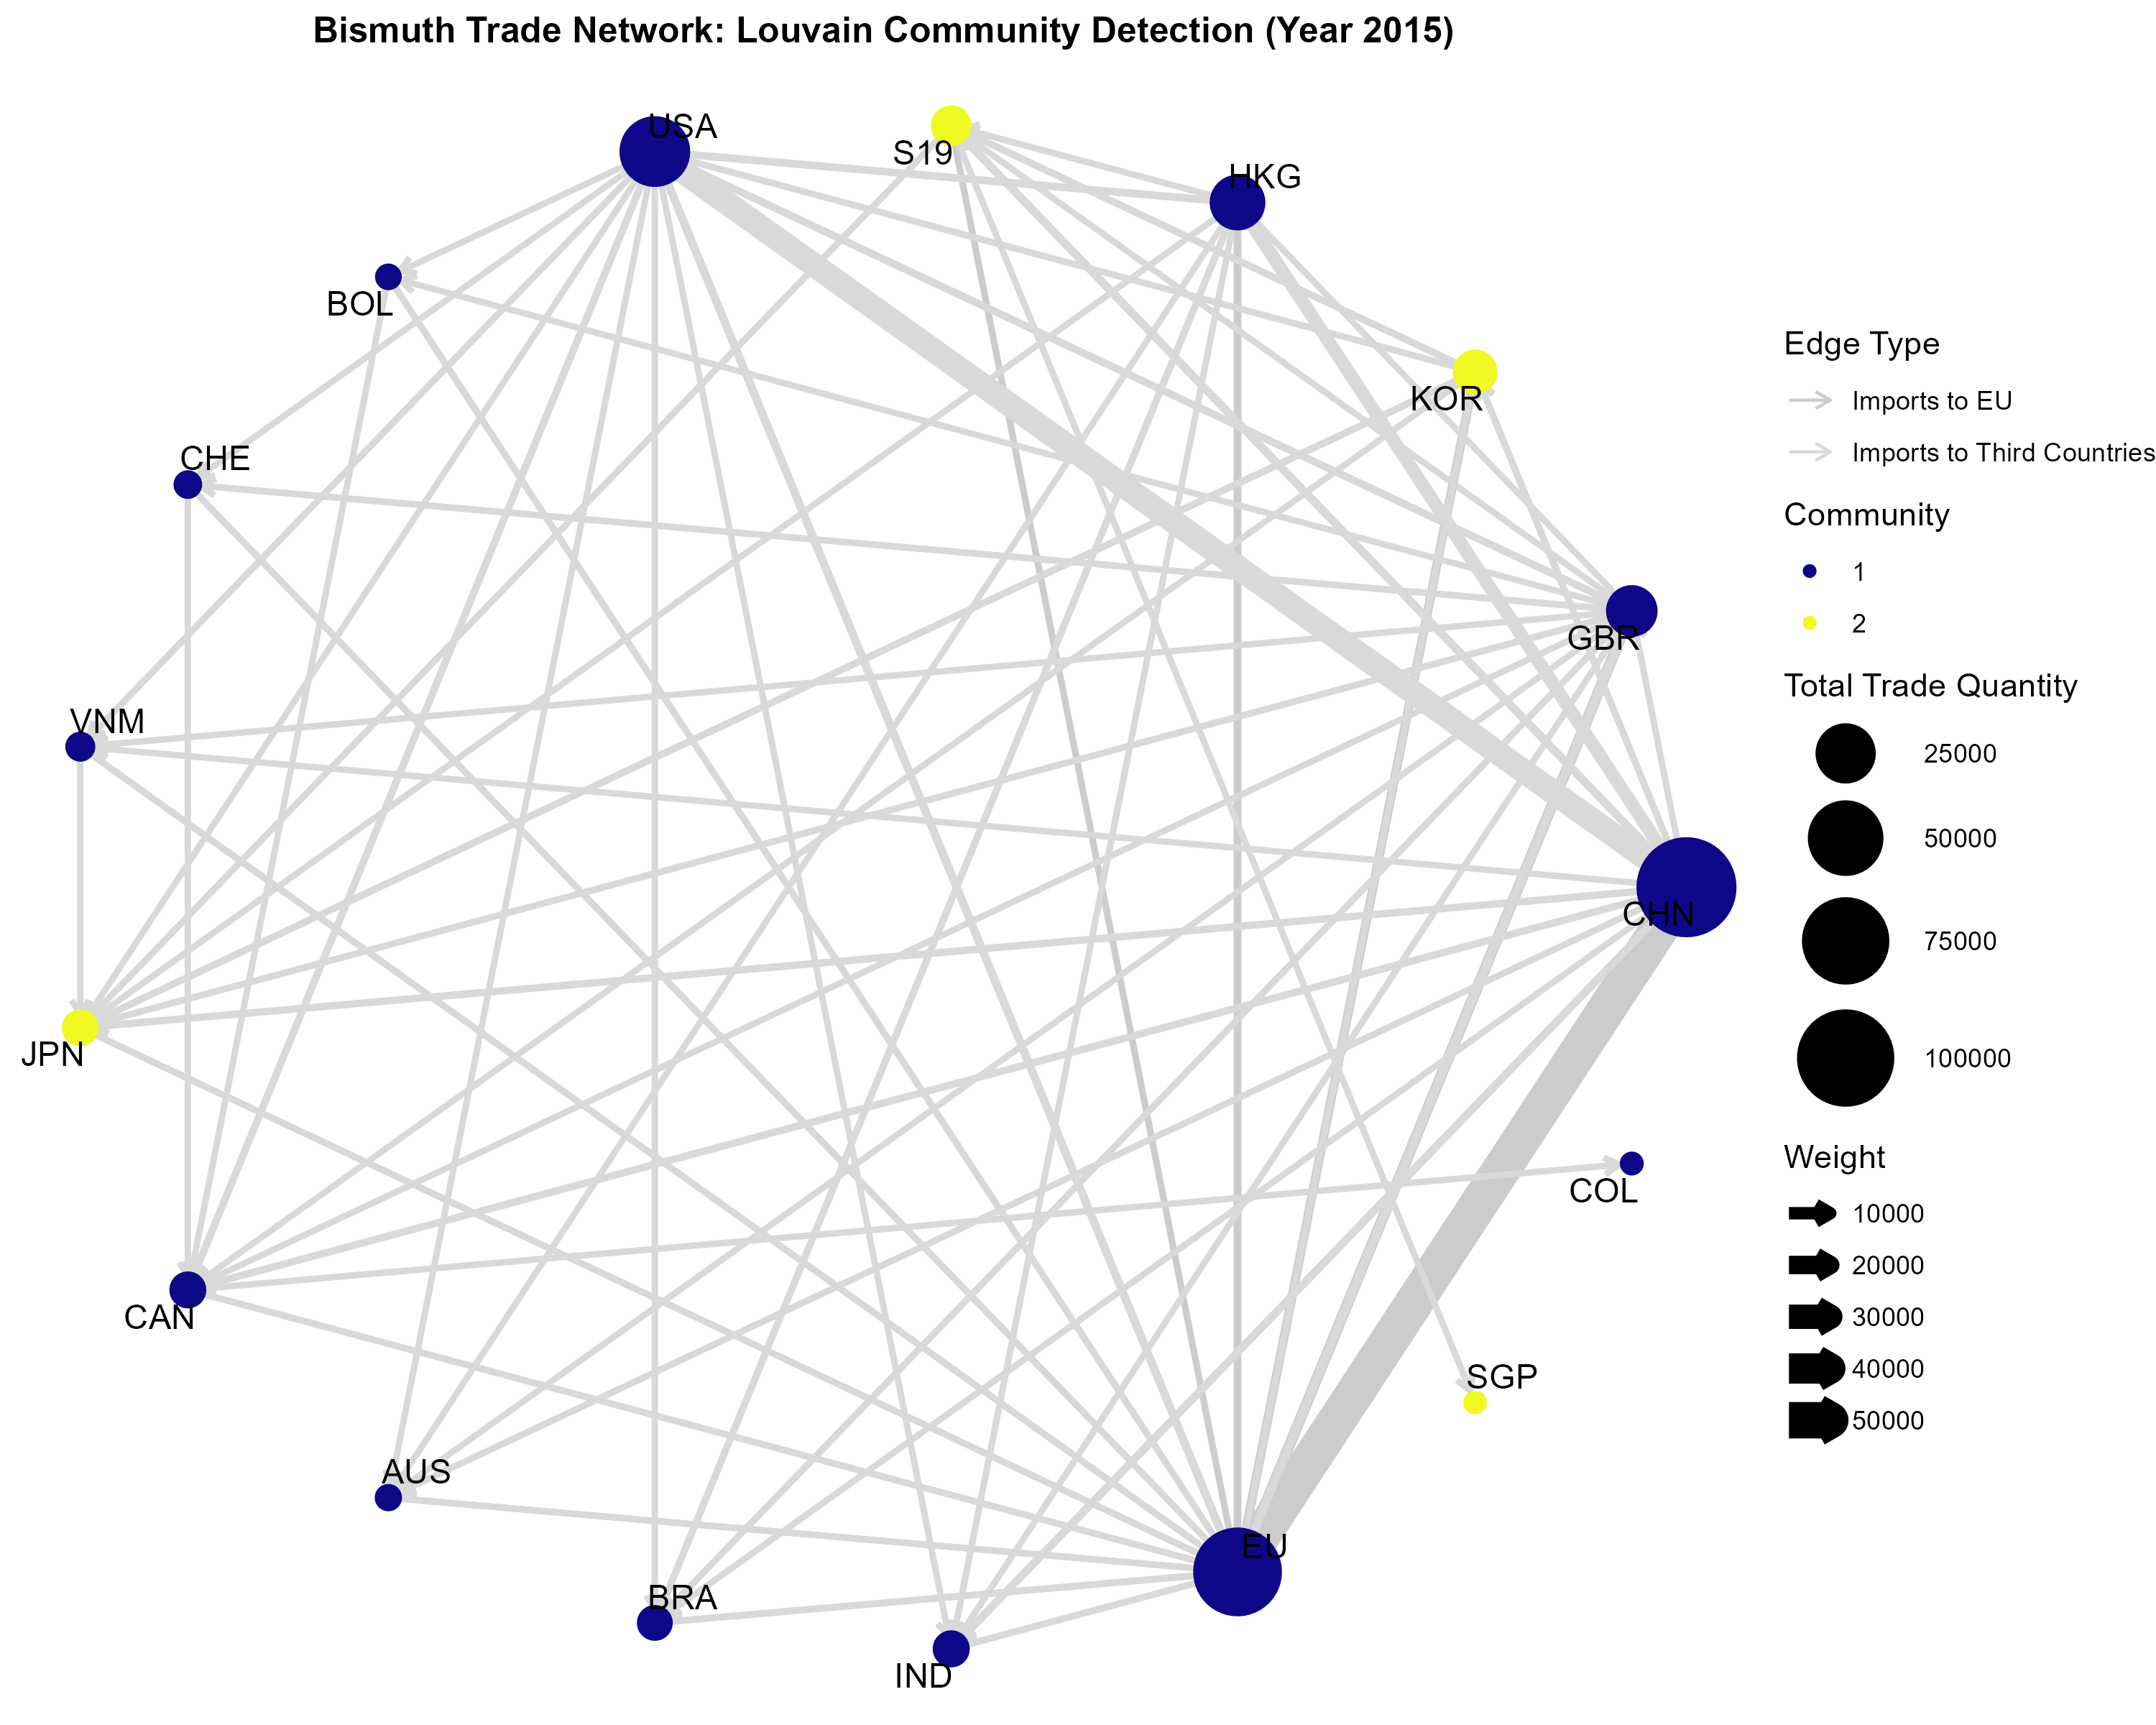 Bismuth Trade Network: Louvain Community Detection (Year 2015)
USA
S19
HKG
BOL
KOR
CHE
GBR
VNM
CHN
JPN
COL
CAN
SGP
AUS
EU
BRA
IND
Edge Type
Imports to EU
Imports to Third Countries
Community
1
2
Total Trade Quantity
25000
50000
75000
100000
Weight
10000
20000
30000
40000
50000